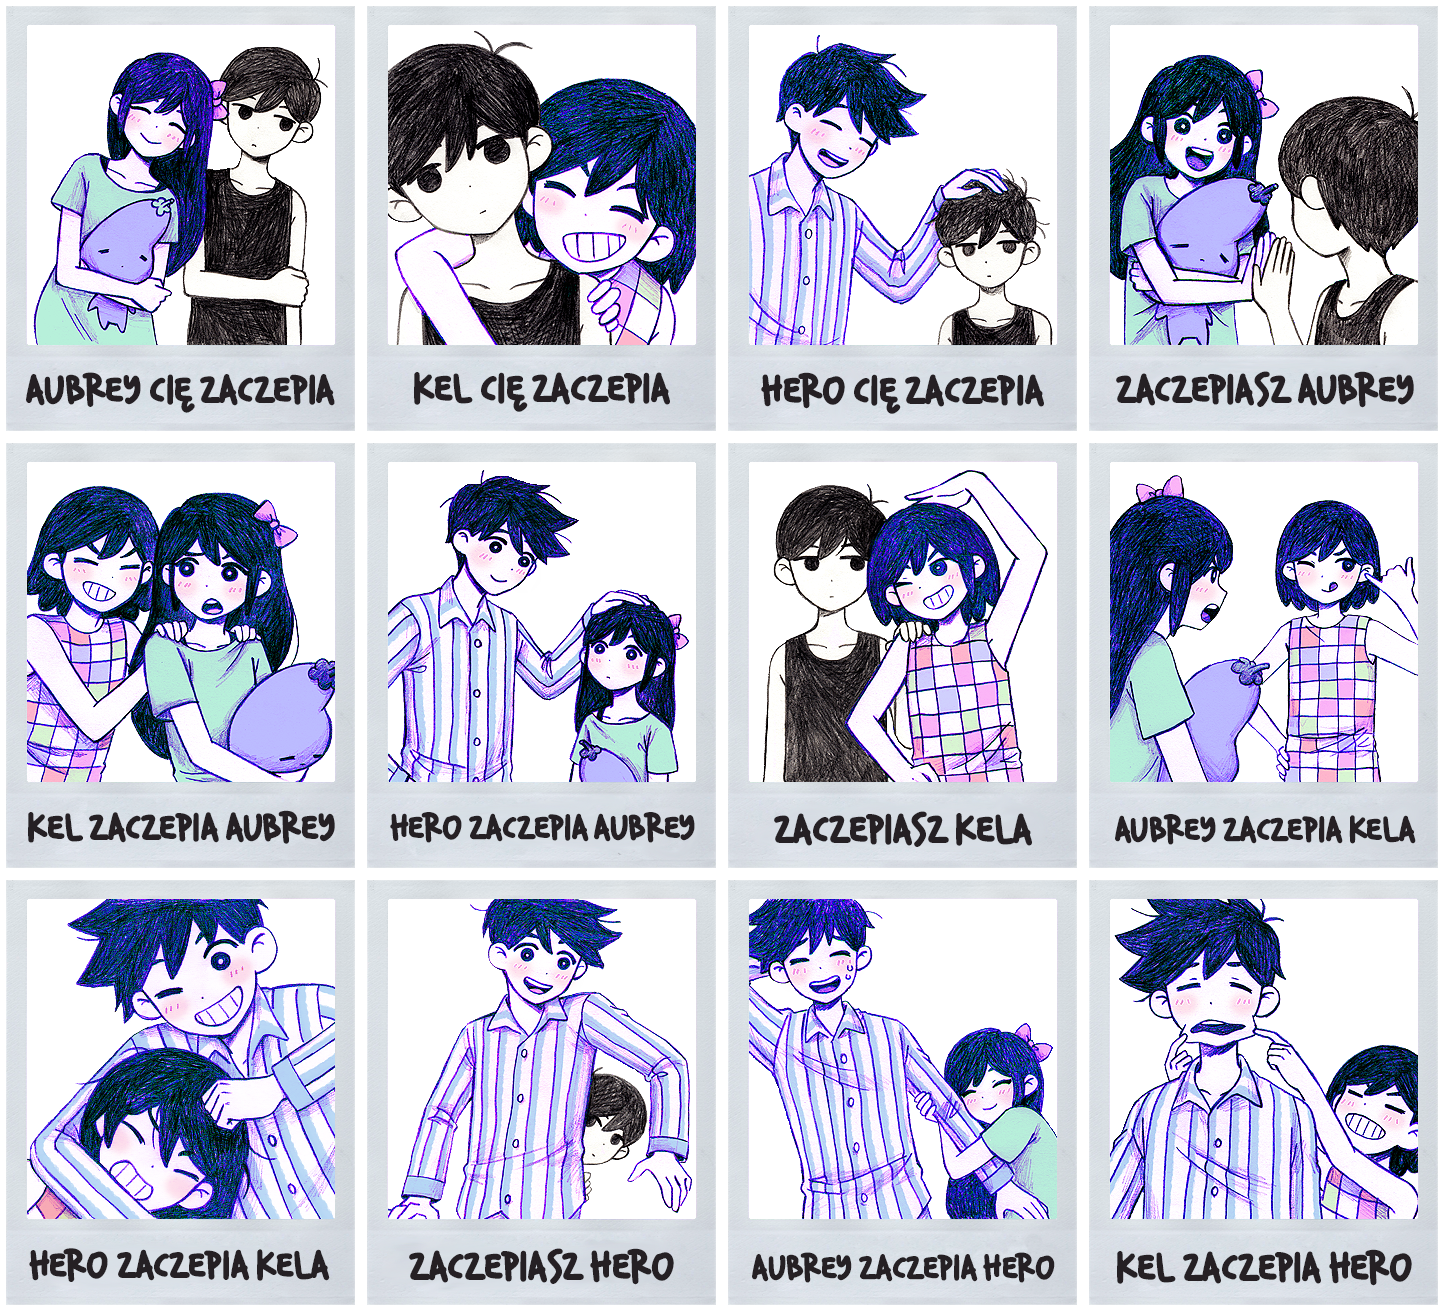 AUBREY CIĘ ZACZEPIA
KEL CIĘ ZACZEPIA
HERO CIĘ ZACZEPIA
ZACZEPIASZ AUBREY
KEL ZACZEPIA AUBREY
HERO ZACZEPIA AUBREY
ZACZEPIASZ KELA
AUBREY ZACZEPIA KELA
HERO ZACZEPIA KELA
ZACZEPIASZ HERO
AUBREY ZACZEPIA HERO
KEL ZACZEPIA HERO